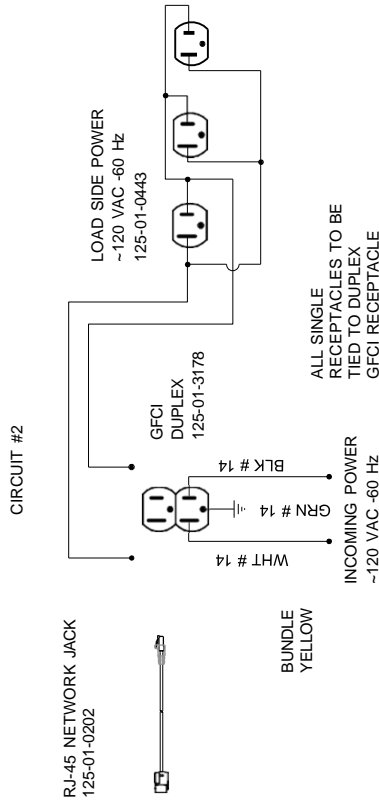 CIRCUIT #2
RJ-45 NETWORK JACK
125-01-0202
GFCI
DUPLEX
125-01-3178
LOAD SIDE POWER
~120 VAC -60 Hz
125-01-0443
WHT # 14
GRN # 14
BLK # 14
BUNDLE
YELLOW
INCOMING POWER
~120 VAC -60 Hz
ALL SINGLE
RECEPTACLES TO BE
TIED TO DUPLEX
GFCI RECEPTACLE